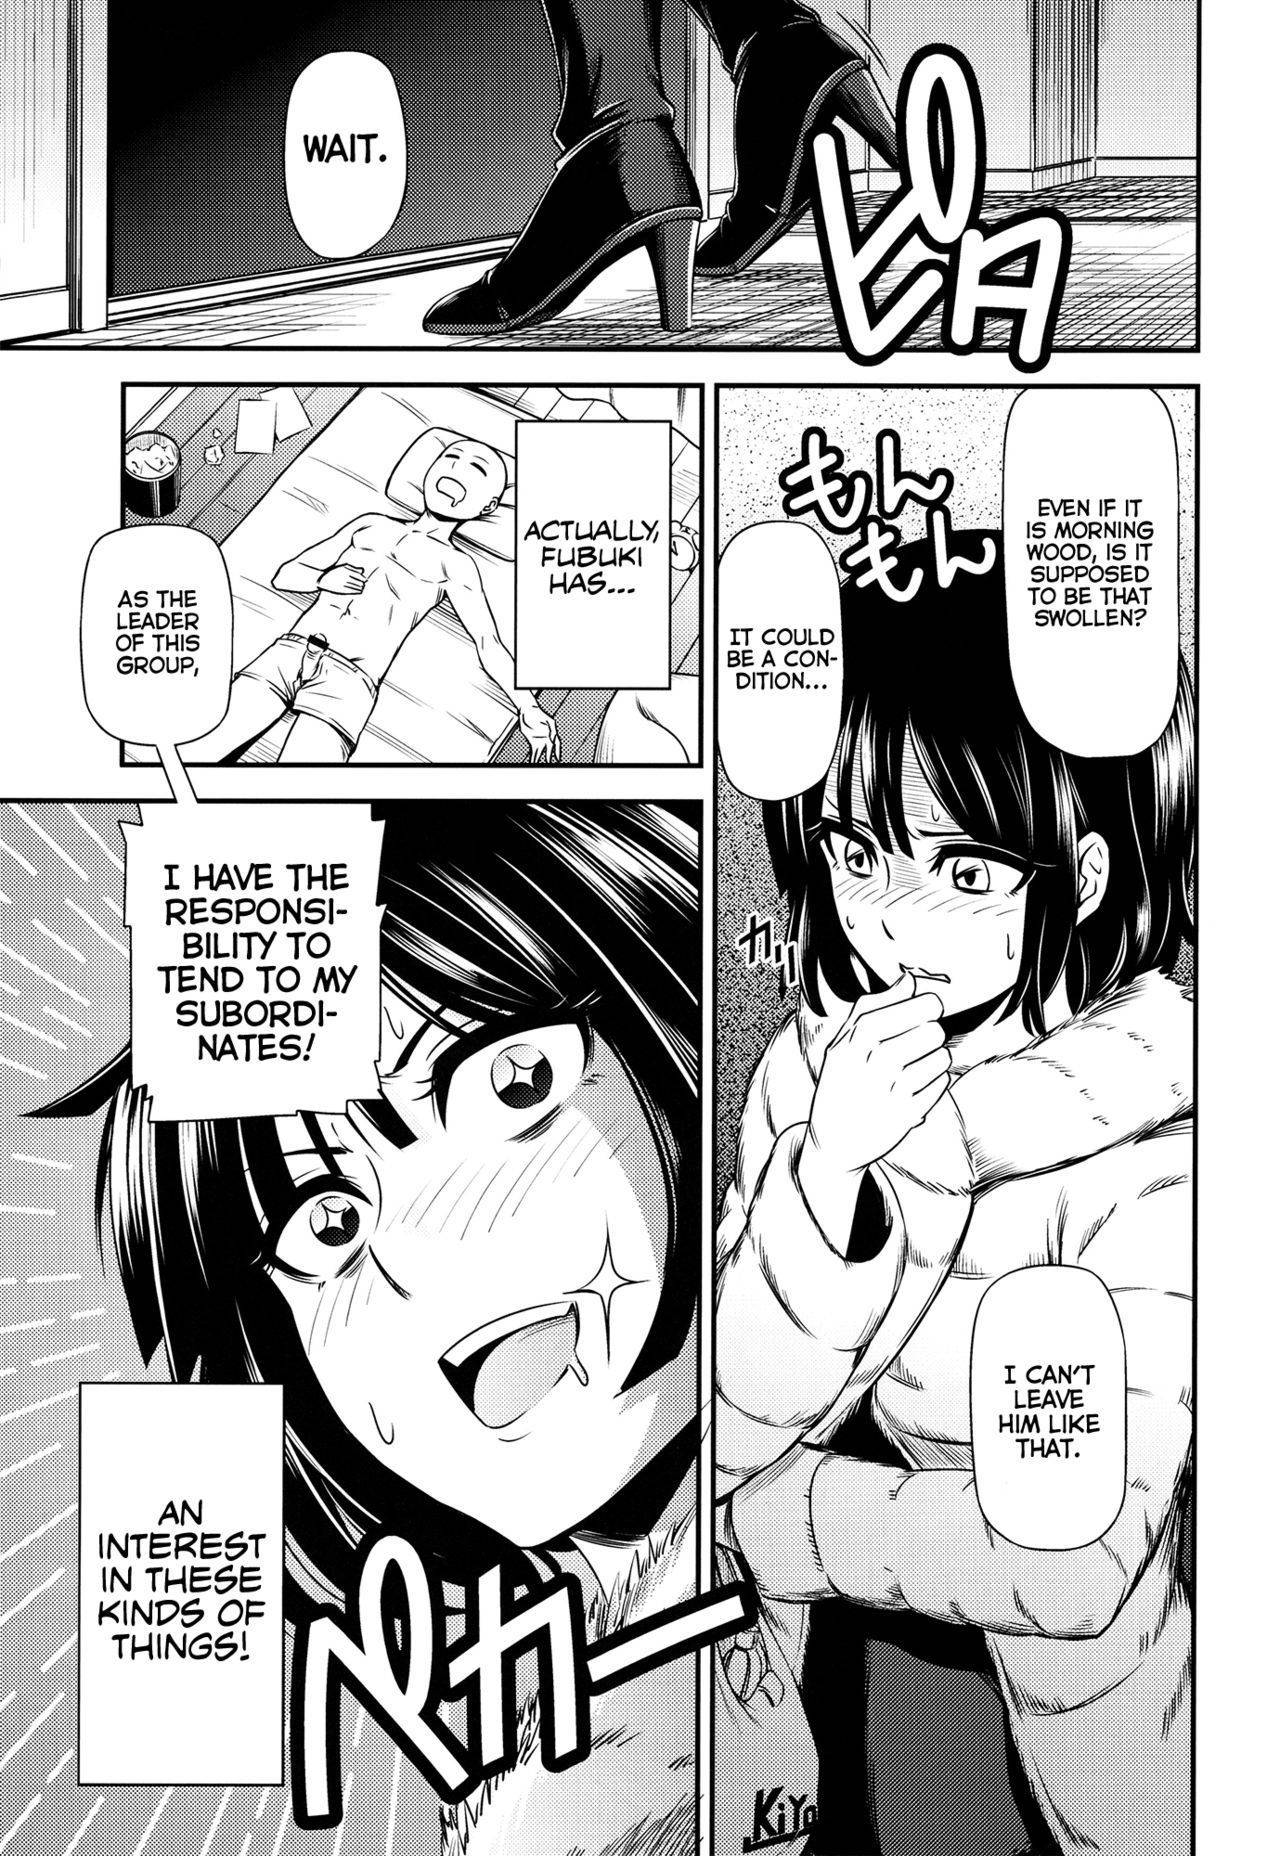 WAIT.
ピタ
EVEN IF IT
IS MORNING
WOOD, IS IT
SUPPOSED
TO BE THAT
SWOLLEN?
もん
もん
IT COULD
BE A CON-
DITION...
カリ
I CAN'T
LEAVE
HIM LIKE
THAT.
ACTUALLY,
FUBUKI
HAS...
AS THE
LEADER
OF THIS
GROUP,
I HAVE THE
RESPONSI-
BILITY TO
TEND TO MY
SUBORDI-
NATES!
AN
INTEREST
IN THESE
KINDS OF
THINGS!
ペカー
KiYo